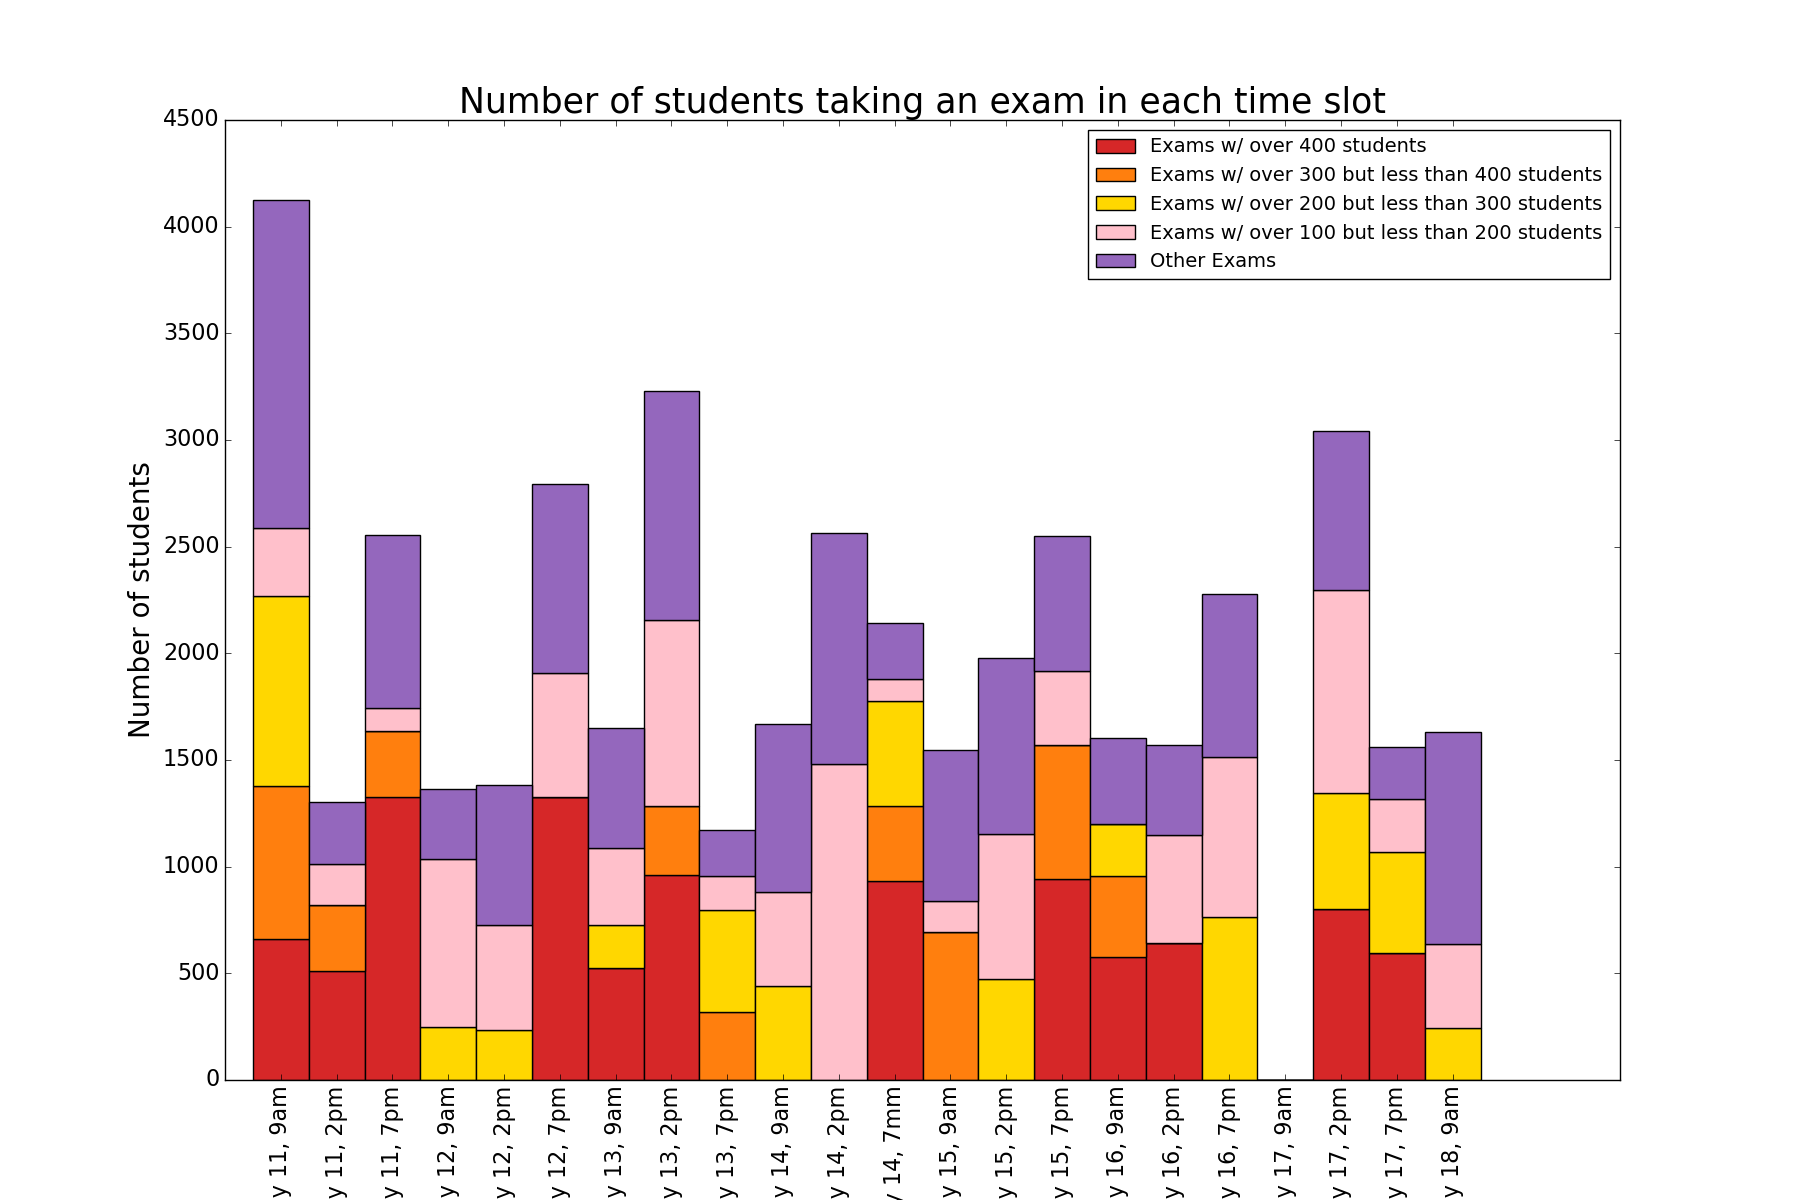 Number of students taking an exam in each time slot
Number of students
4500
4000
3500
3000
2500
2000
1500
1000
500
0
Exams w/ over 400 students
Exams w/ over 300 but less than 400 students
Exams w/ over 200 but less than 300 students
Exams w/ over 100 but less than 200 students
Other Exams
y 11, 9am
y 11, 2pm
y 11, 7pm
y 12, 9am
y 12, 2pm
y 12, 7pm
y 13, 9am
y 13, 2pm
y 13, 7pm
y 14, 9am
y 14, 2pm
y 14, 7mm
y 15, 9am
y 15, 2pm
y 15, 7pm
y 16, 9am
y 16, 2pm
y 16, 7pm
y 17, 9am
y 17, 2pm
y 17, 7pm
y 18, 9am